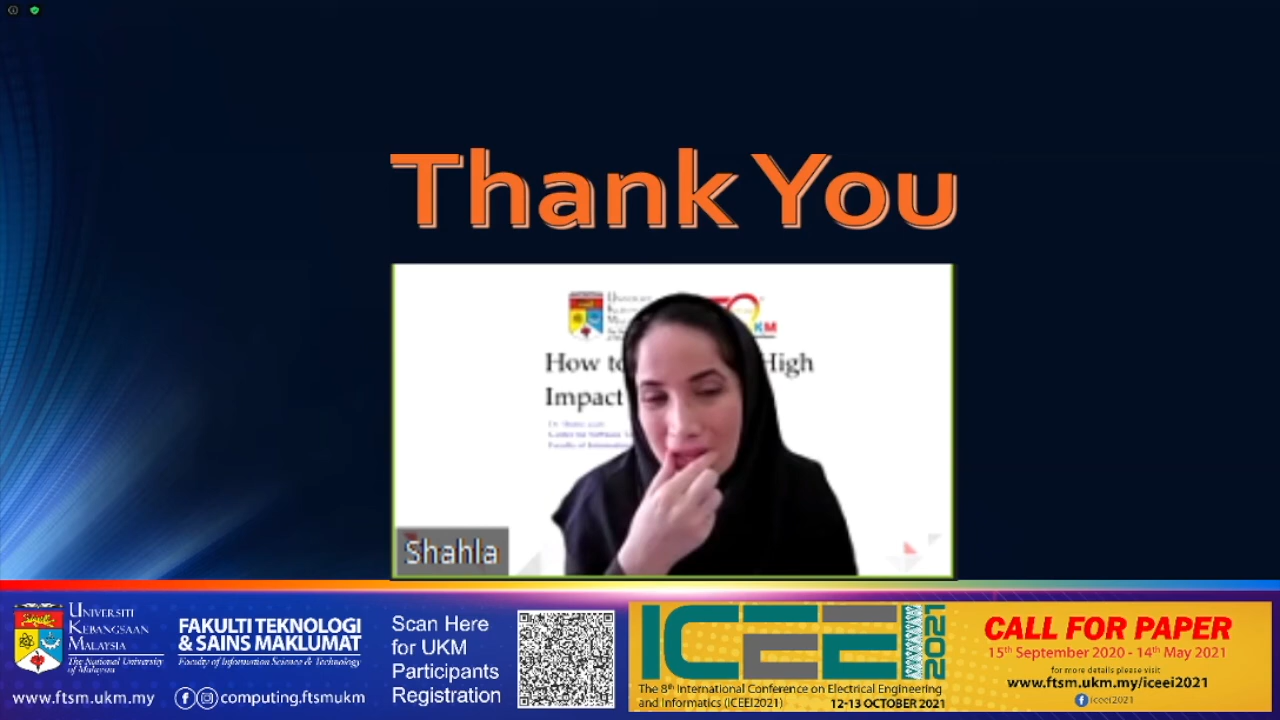 Thank You
How to High
Impact
Shahla
UNIVERSITI
KEBANGSAAN
MALAYSIA
The National University
of Malaysia
www.ftsm.ukm.my
FAKULTI TEKNOLOGI
& SAINS MAKLUMAT
Faculty of Information Science & Technology
computing.ftsmukm
Scan Here
for UKM
Participants
Registration
ICEEI 2021
The 8th International Conference on Electrical Engineering
and Informatics (ICEEI2021) 12-13 OCTOBER 2021
CALL FOR PAPER
15th September 2020 - 14th May 2021
for more details please visit
www.ftsm.ukm.my/iceei2021
iceei2021